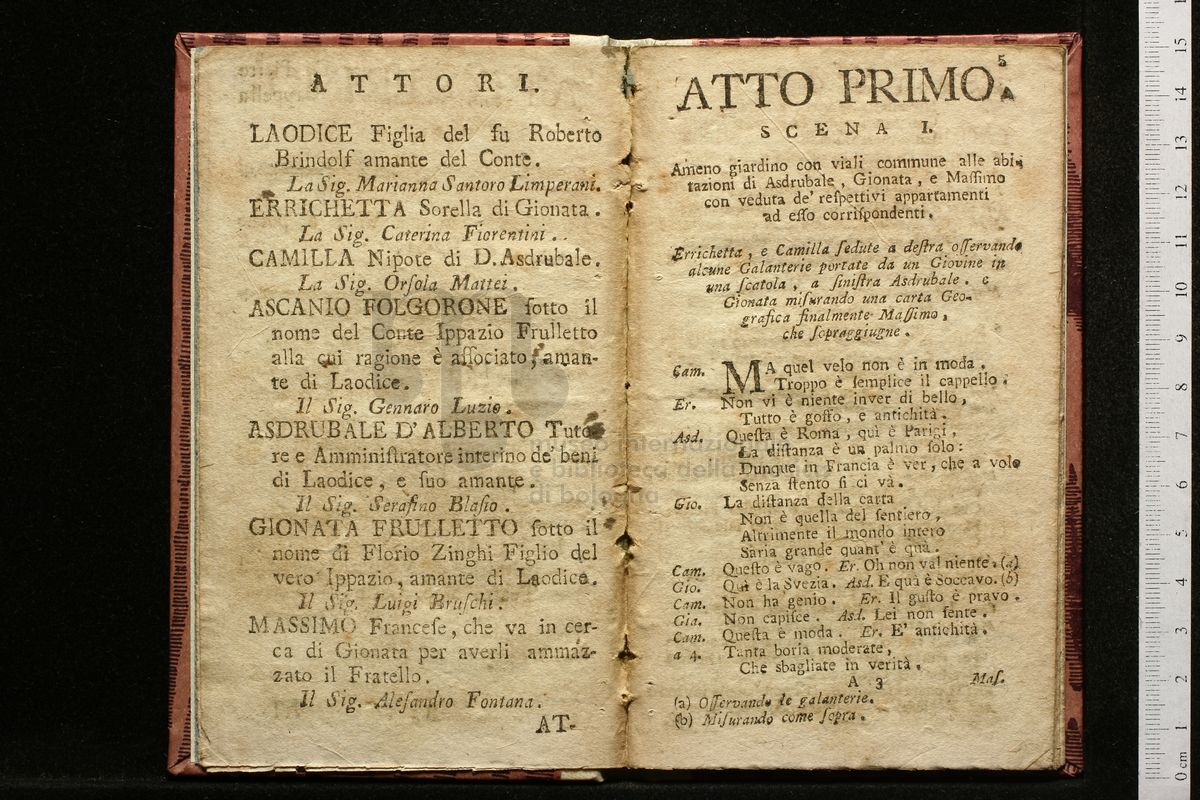 ATTORI.
LAODICE Figlia del fu Roberto
Brindolf amante del Conte.
La Sig. Marianna Santoro Limperani.
ERRICHETTA Sorella di Gionata.
La Sig. Caterina Fiorentini.
CAMILLA Nipote di D. Asdrubale.
La Sig. Orſola Mattei.
ASCANIO FOLGORONE ſotto il
nome del Conte Ippazio Frulletto
alla cui ragione è aſſociato, aman-
te di Laodice.
Il Sig. Gennaro Luzio.
ASDRUBALE D'ALBERTO Tuto-
re e Amminiſtratore interino de' beni
di Laodice, e ſuo amante.
Il Sig. Serafino Blaſio.
GIONATA FRULLETTO ſotto il
nome di Florio Zinghi Figlio del
vero Ippazio, amante di Laodice.
Il Sig. Luigi Bruſchi.
MASSIMO Franceſe, che va in cer-
ca di Gionata per averli ammaz-
zato il Fratello.
Il Sig. Aleſandro Fontana.
AT-
5
ATTO PRIMO.
SCENA I.
Ameno giardino con viali commune alle abi-
tazioni di Asdrubale, Gionata, e Maſſimo
con veduta de' reſpettivi appartamenti
ad eſſo corriſpondenti.
Errichetta, e Camilla ſedute a deſtra oſſervando
alcune Galanterie portate da un Giovine in
una ſcatola, a ſiniſtra Asdrubale. e
Gionata miſurando una carta Geo-
grafica finalmente Maſſimo,
che ſopraggiugne.
Cam. MA quel velo non è in moda.
Troppo è ſemplice il cappello.
Er. Non vi è niente inver di bello,
Tutto è goffo, e antichità.
Asd. Queſta è Roma, quì è Parigi,
La diſtanza è un palmo ſolo:
Dunque in Francia è ver, che a volo
Senza ſtento ſi ci và.
Gio. La diſtanza della carta
Non è quella del ſentiero,
Altrimente il mondo intero
Saria grande quant' è quà.
Cam. Queſto è vago. Er. Oh non val niente. (a)
Gio. Quì è la Svezia. Asd. E quà è Soccavo. (b)
Cam. Non ha genio. Er. Il guſto è pravo.
Gia. Non capiſce. Asd. Lei non ſente.
Cam. Queſta è moda. Er. E' antichità.
a 4. Tanta boria moderate,
Che sbagliate in verità.
A 3 Maſ.
(a) Oſſervando le galanterie.
(b) Miſurando come ſopra.
museo internazionale
e biblioteca della
di bologna